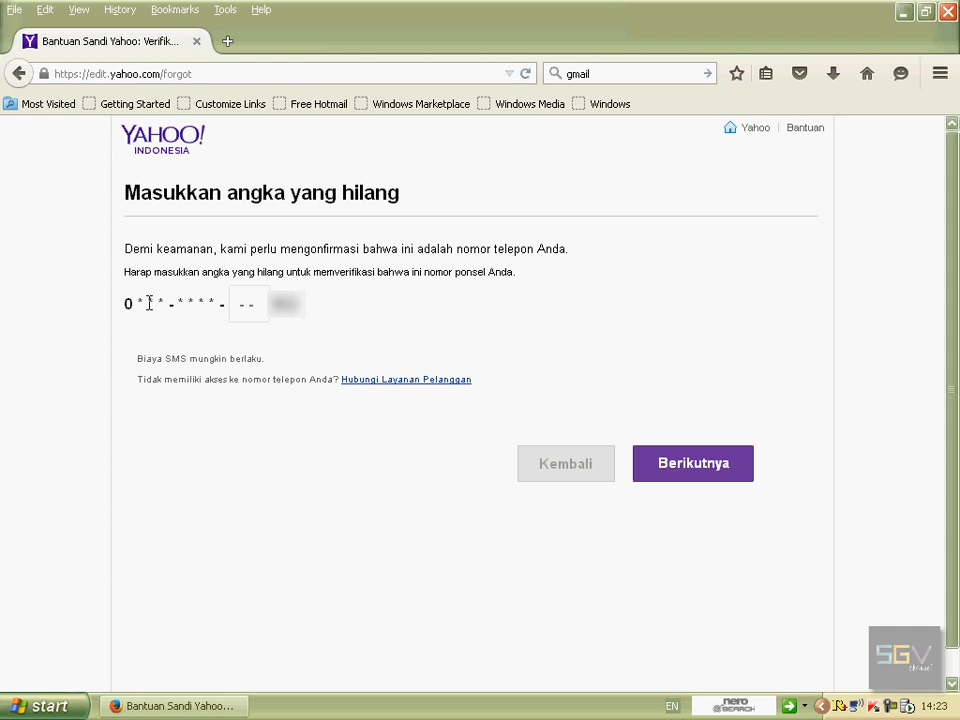 File Edit View History Bookmarks Tools Help
Bantuan Sandi Yahoo: Verifik...
https://edit.yahoo.com/forgot
gmail
Most Visited Getting Started Customize Links Free Hotmail Windows Marketplace Windows Media Windows
YAHOO!
INDONESIA
Yahoo | Bantuan
Masukkan angka yang hilang
Demi keamanan, kami perlu mengonfirmasi bahwa ini adalah nomor telepon Anda.
Harap masukkan angka yang hilang untuk memverifikasi bahwa ini nomor ponsel Anda.
0 * * * - * * * * - - -
Biaya SMS mungkin berlaku.
Tidak memiliki akses ke nomor telepon Anda? Hubungi Layanan Pelanggan
Kembali Berikutnya
SGV
start Bantuan Sandi Yahoo... EN nero SEARCH 14:23